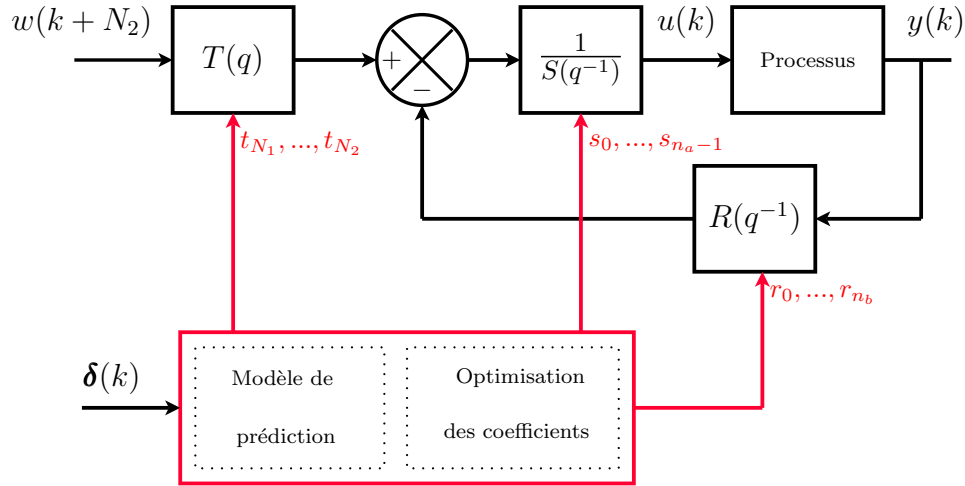 w(k + N₂)
T(q)
+
−
1
S(q⁻¹)
u(k)
Processus
y(k)
t_{N₁}, ..., t_{N₂}
s₀, ..., s_{nₐ−1}
R(q⁻¹)
r₀, ..., r_{n_b}
δ(k)
Modèle de
prédiction
Optimisation
des coefficients